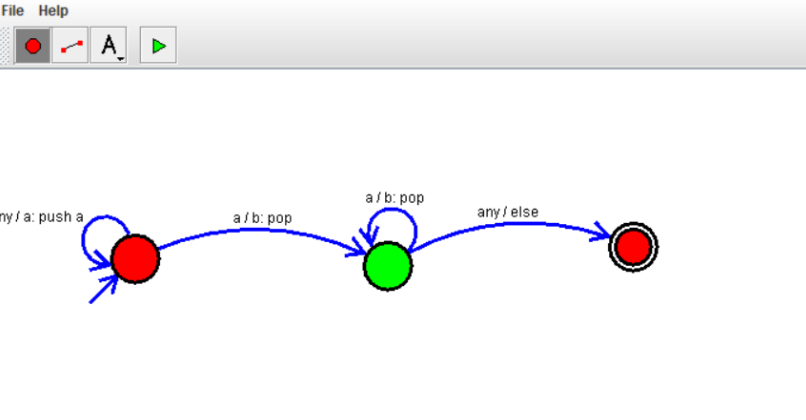 File Help
A
a / b: pop
ny / a: push a
a / b: pop
any / else